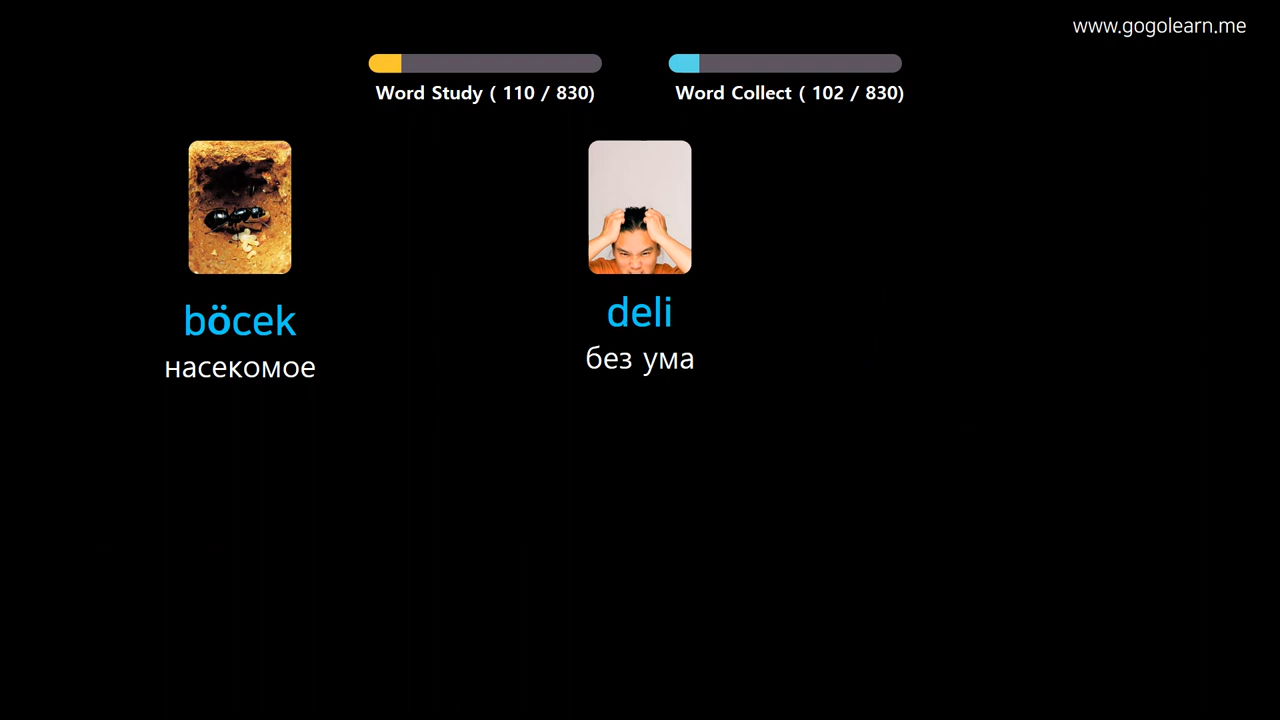 www.gogolearn.me
Word Study ( 110 / 830)
Word Collect ( 102 / 830)
böcek
насекомое
deli
без ума